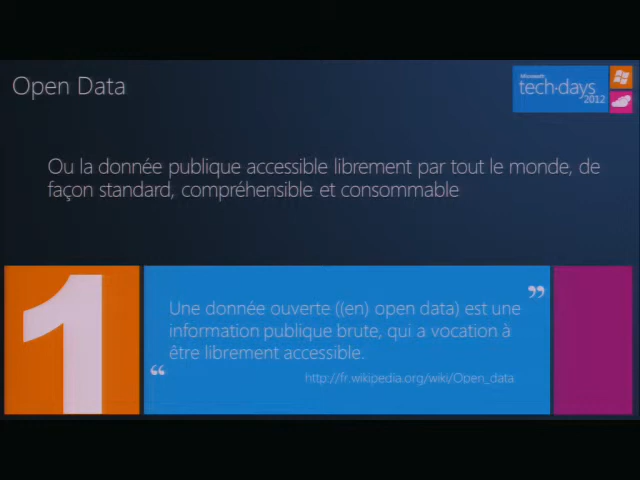 Open Data
Microsoft
tech·days
2012
Ou la donnée publique accessible librement par tout le monde, de
façon standard, compréhensible et consommable
1
”
Une donnée ouverte ((en) open data) est une
information publique brute, qui a vocation à
être librement accessible.
“
http://fr.wikipedia.org/wiki/Open_data